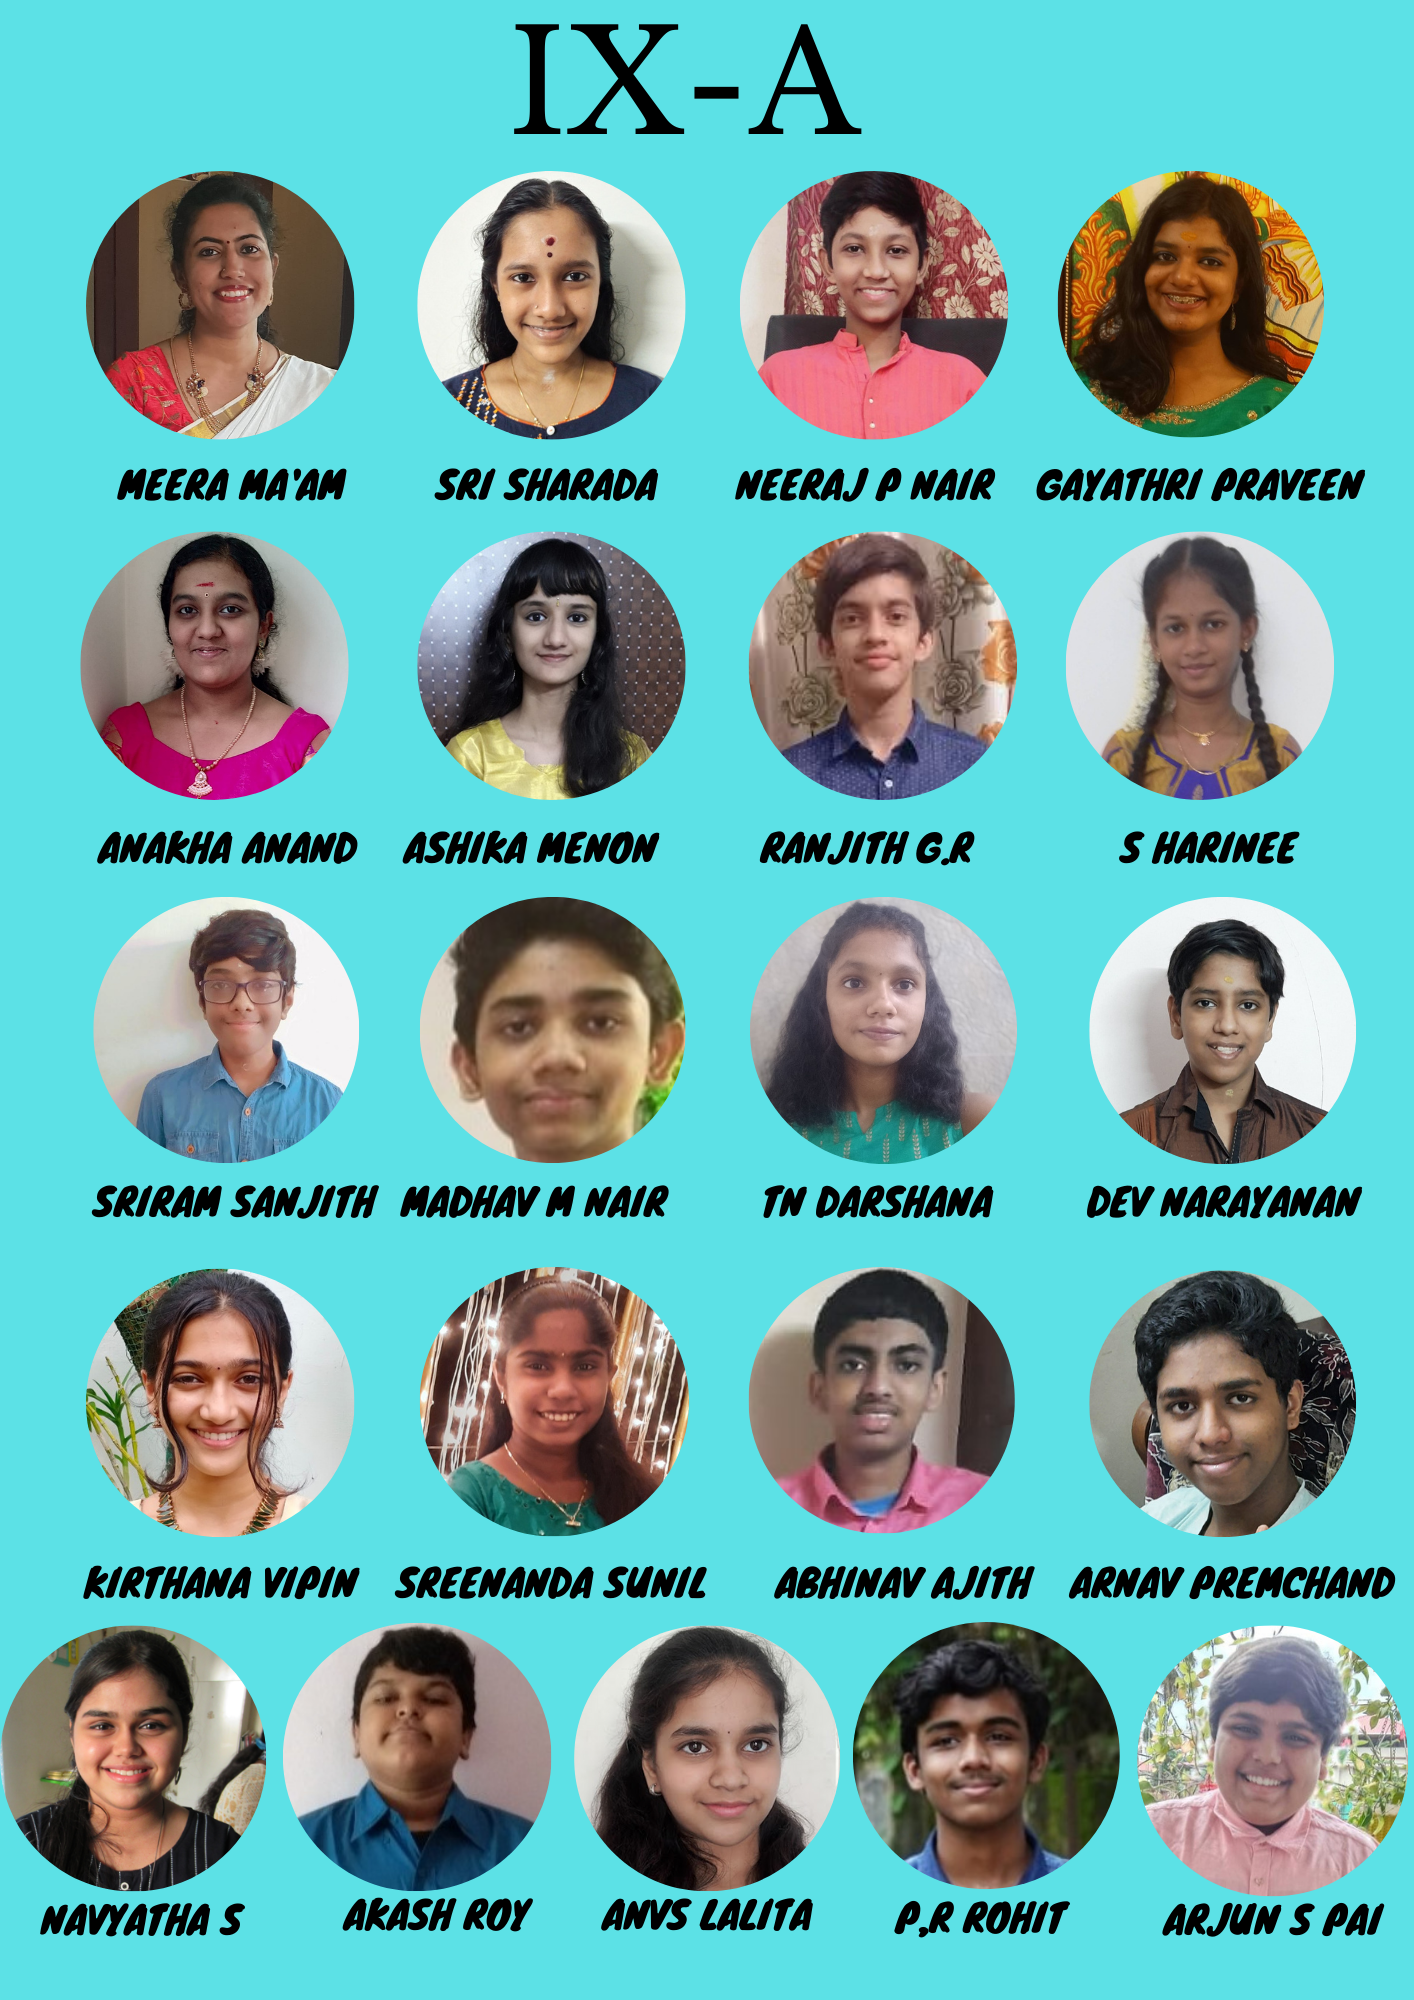 IX-A
MEERA MA'AM
SRI SHARADA
NEERAJ P NAIR
GAYATHRI PRAVEEN
ANAKHA ANAND
ASHIKA MENON
RANJITH G.R
S HARINEE
SRIRAM SANJITH
MADHAV M NAIR
TN DARSHANA
DEV NARAYANAN
KIRTHANA VIPIN
SREENANDA SUNIL
ABHINAV AJITH
ARNAV PREMCHAND
NAVYATHA S
AKASH ROY
ANVS LALITA
P,R ROHIT
ARJUN S PAI